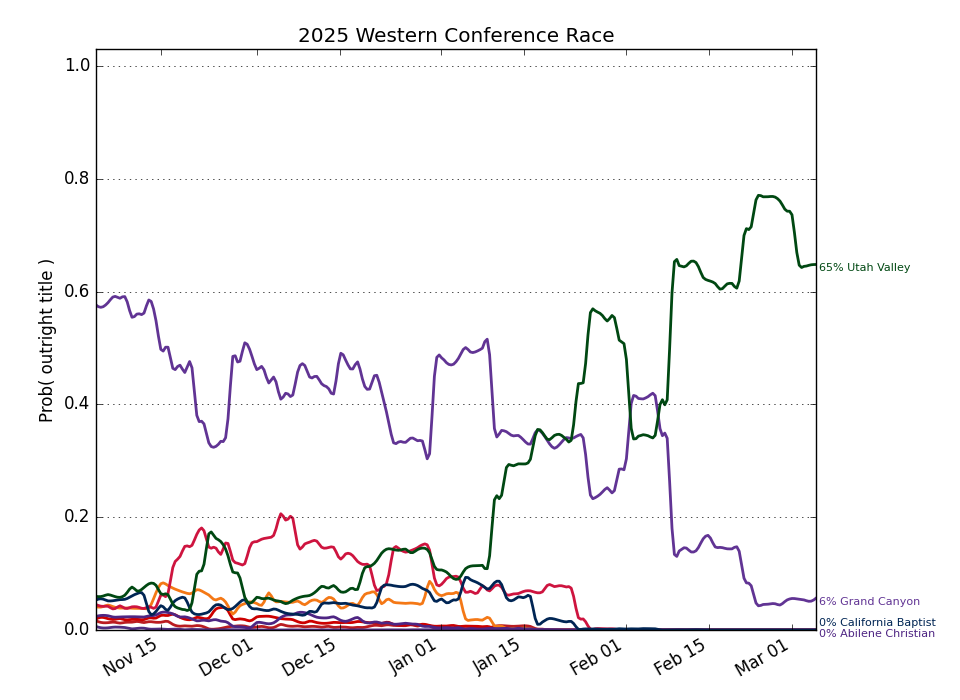 2025 Western Conference Race
Prob( outright title )
1.0
0.8
0.6
0.4
0.2
0.0
Nov 15
Dec 01
Dec 15
Jan 01
Jan 15
Feb 01
Feb 15
Mar 01
65% Utah Valley
6% Grand Canyon
0% California Baptist
0% Abilene Christian